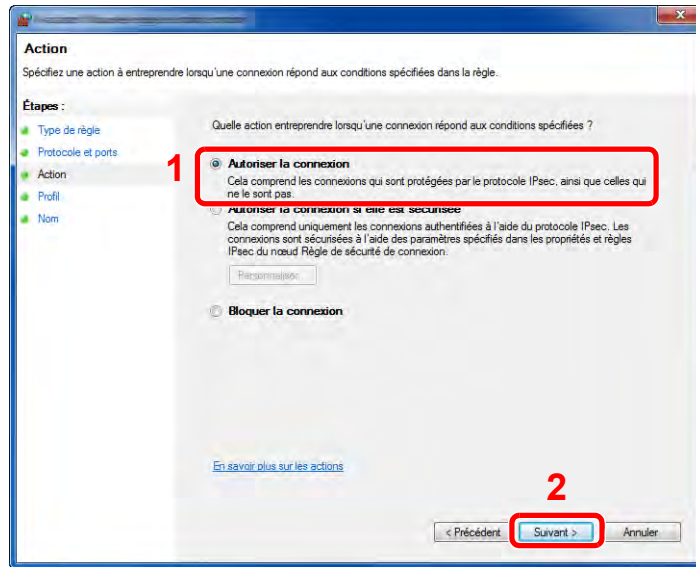 Action
Spécifiez une action à entreprendre lorsqu'une connexion répond aux conditions spécifiées dans la règle.
Étapes :
Type de règle
Protocole et ports
Action
Profil
Nom
Quelle action entreprendre lorsqu'une connexion répond aux conditions spécifiées ?
1
Autoriser la connexion
Cela comprend les connexions qui sont protégées par le protocole IPsec, ainsi que celles qui
ne le sont pas.
Autoriser la connexion si elle est sécurisée
Cela comprend uniquement les connexions authentifiées à l'aide du protocole IPsec. Les
connexions sont sécurisées à l'aide des paramètres spécifiés dans les propriétés et règles
IPsec du nœud Règle de sécurité de connexion.
Personnaliser...
Bloquer la connexion
En savoir plus sur les actions
2
< Précédent
Suivant >
Annuler